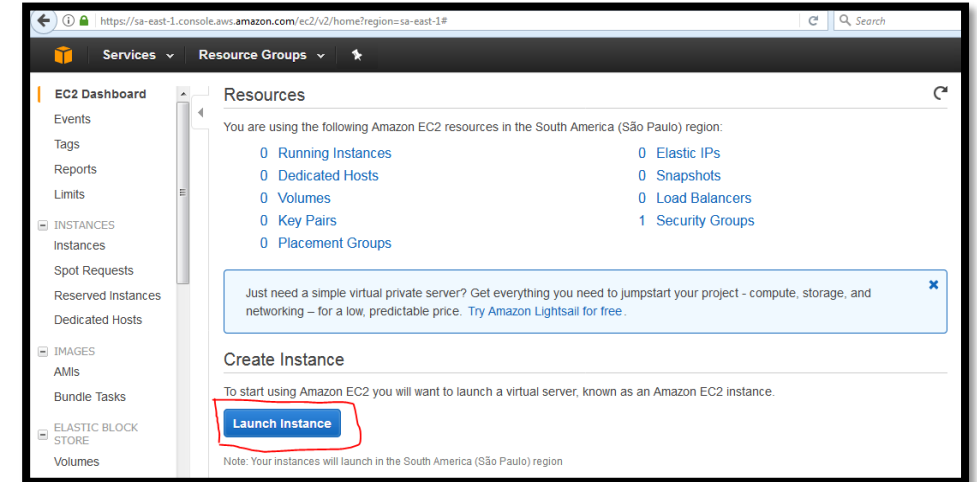 https://sa-east-1.console.aws.amazon.com/ec2/v2/home?region=sa-east-1#
Search
Services
Resource Groups
EC2 Dashboard
Events
Tags
Reports
Limits
INSTANCES
Instances
Spot Requests
Reserved Instances
Dedicated Hosts
IMAGES
AMIs
Bundle Tasks
ELASTIC BLOCK
STORE
Volumes
Resources
You are using the following Amazon EC2 resources in the South America (São Paulo) region:
0 Running Instances
0 Dedicated Hosts
0 Volumes
0 Key Pairs
0 Placement Groups
0 Elastic IPs
0 Snapshots
0 Load Balancers
1 Security Groups
Just need a simple virtual private server? Get everything you need to jumpstart your project - compute, storage, and
networking – for a low, predictable price. Try Amazon Lightsail for free.
Create Instance
To start using Amazon EC2 you will want to launch a virtual server, known as an Amazon EC2 instance.
Launch Instance
Note: Your instances will launch in the South America (São Paulo) region